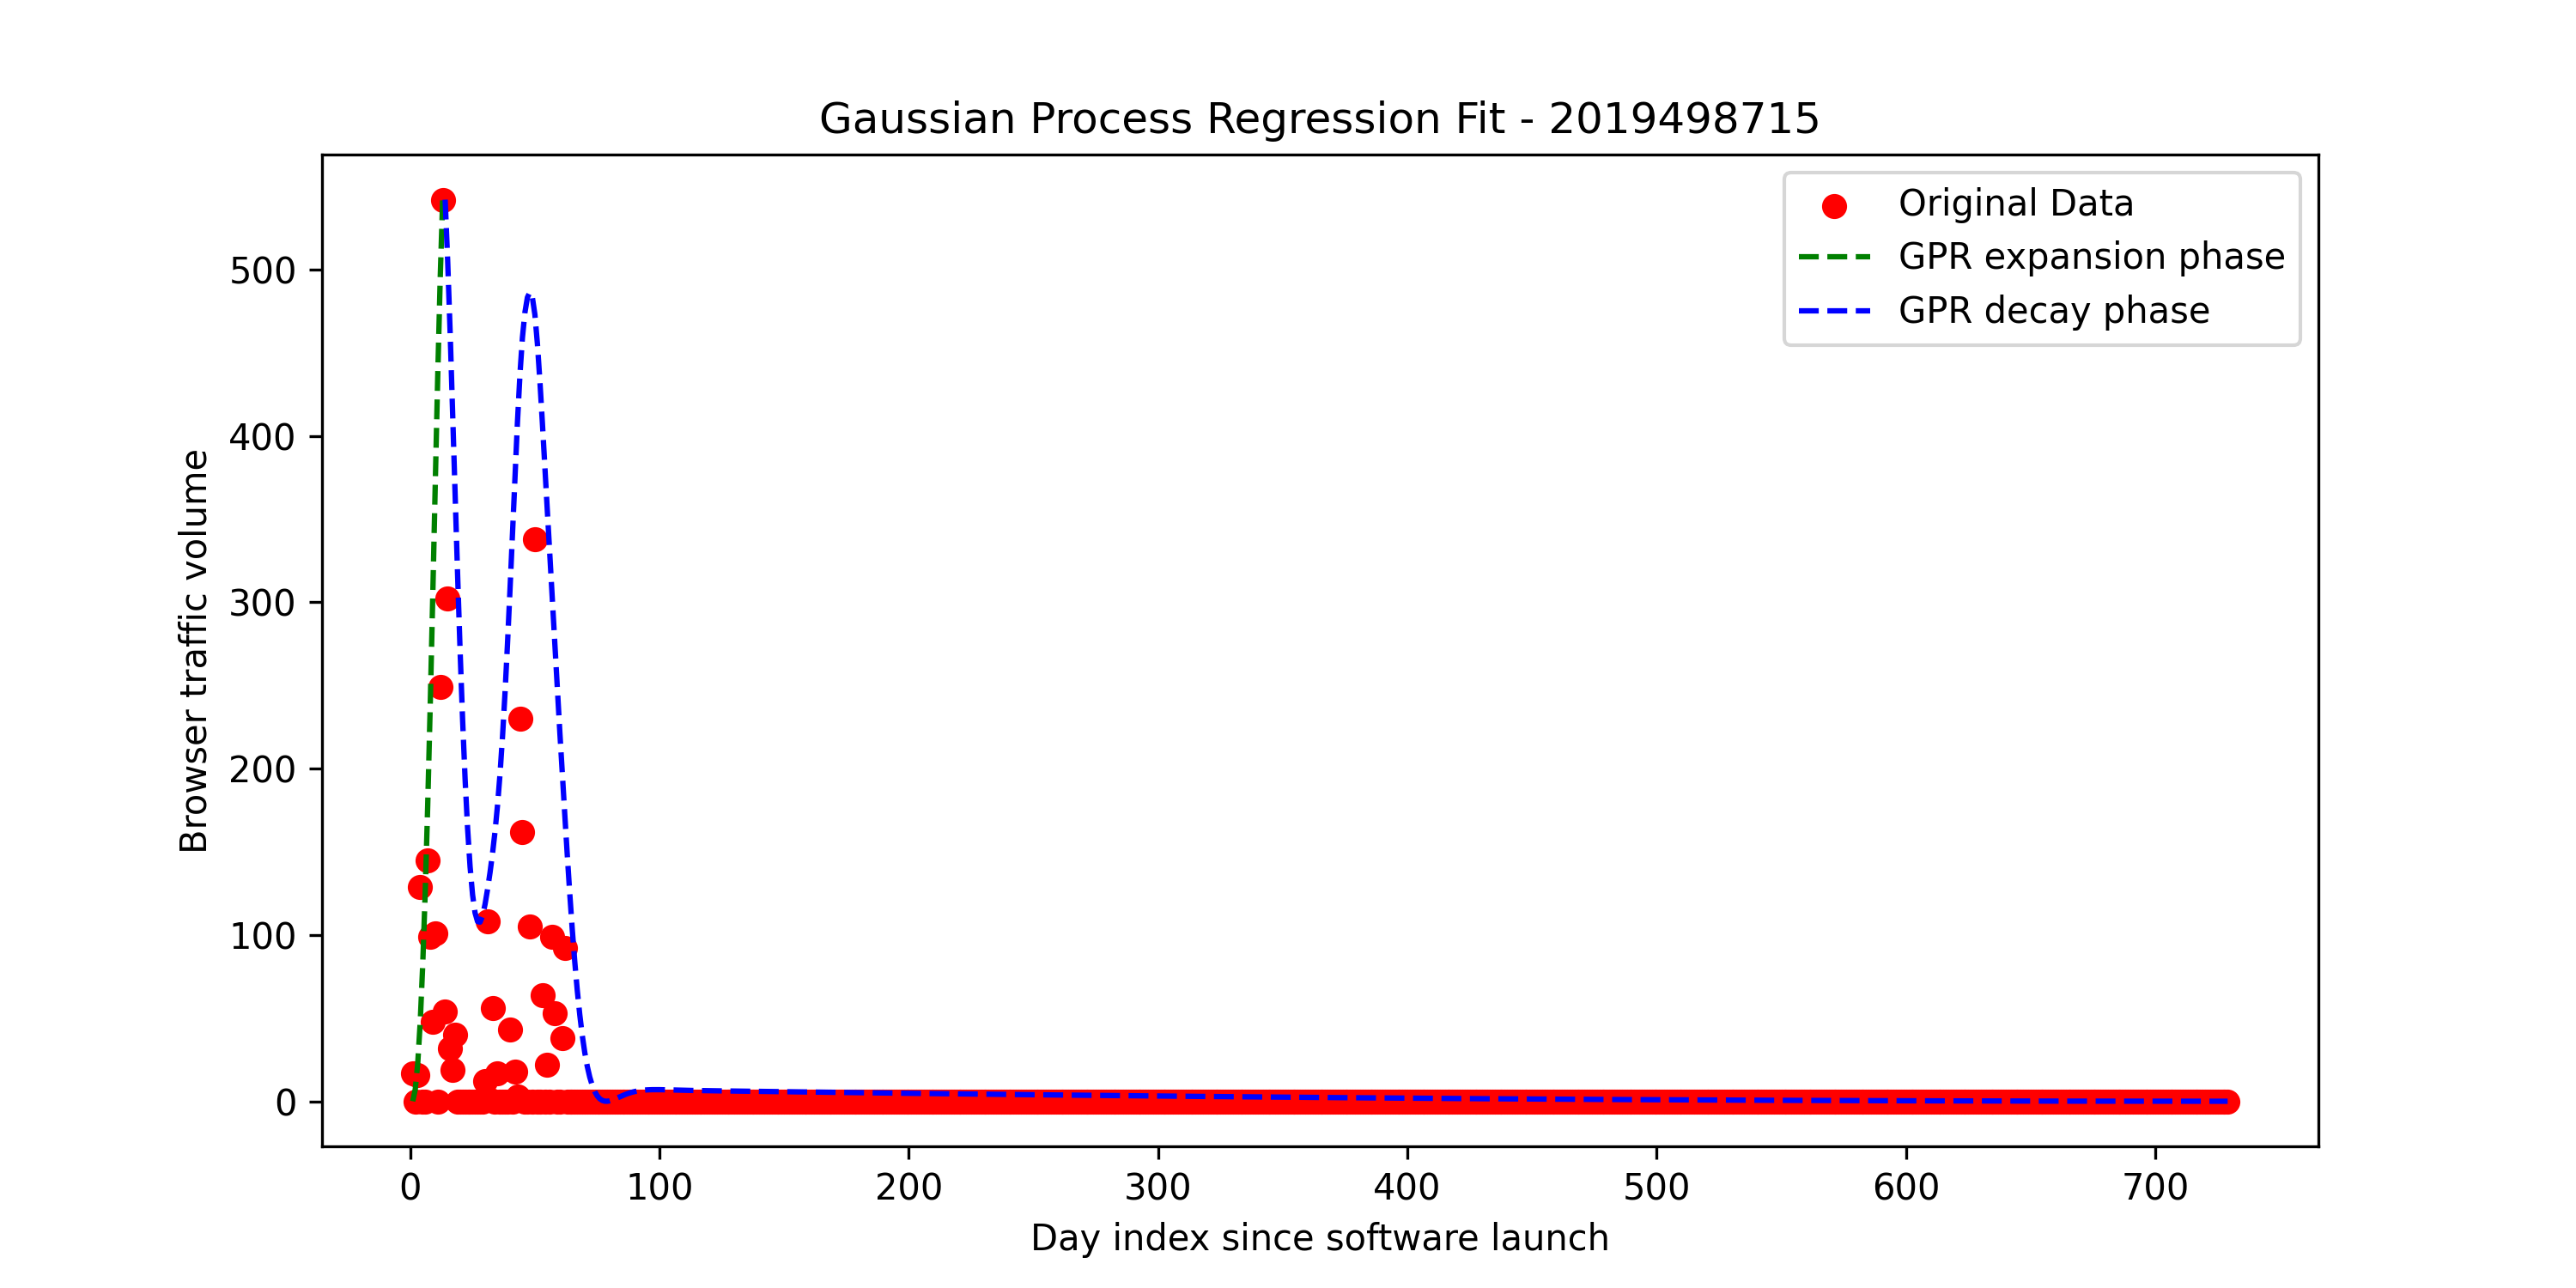 Gaussian Process Regression Fit - 2019498715
Original Data
GPR expansion phase
GPR decay phase
Browser traffic volume
500
400
300
200
100
0
0 100 200 300 400 500 600 700
Day index since software launch